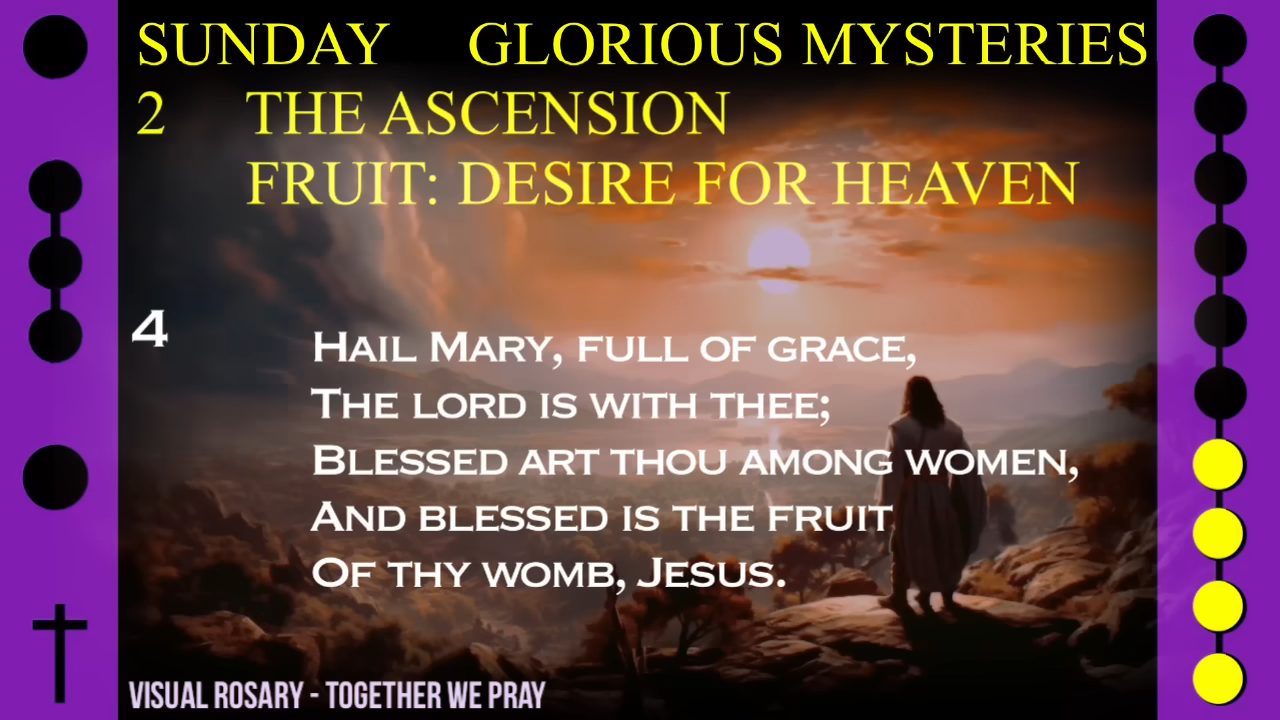 SUNDAY GLORIOUS MYSTERIES
2 THE ASCENSION
FRUIT: DESIRE FOR HEAVEN
4 HAIL MARY, FULL OF GRACE,
THE LORD IS WITH THEE;
BLESSED ART THOU AMONG WOMEN,
AND BLESSED IS THE FRUIT
OF THY WOMB, JESUS.
VISUAL ROSARY - TOGETHER WE PRAY